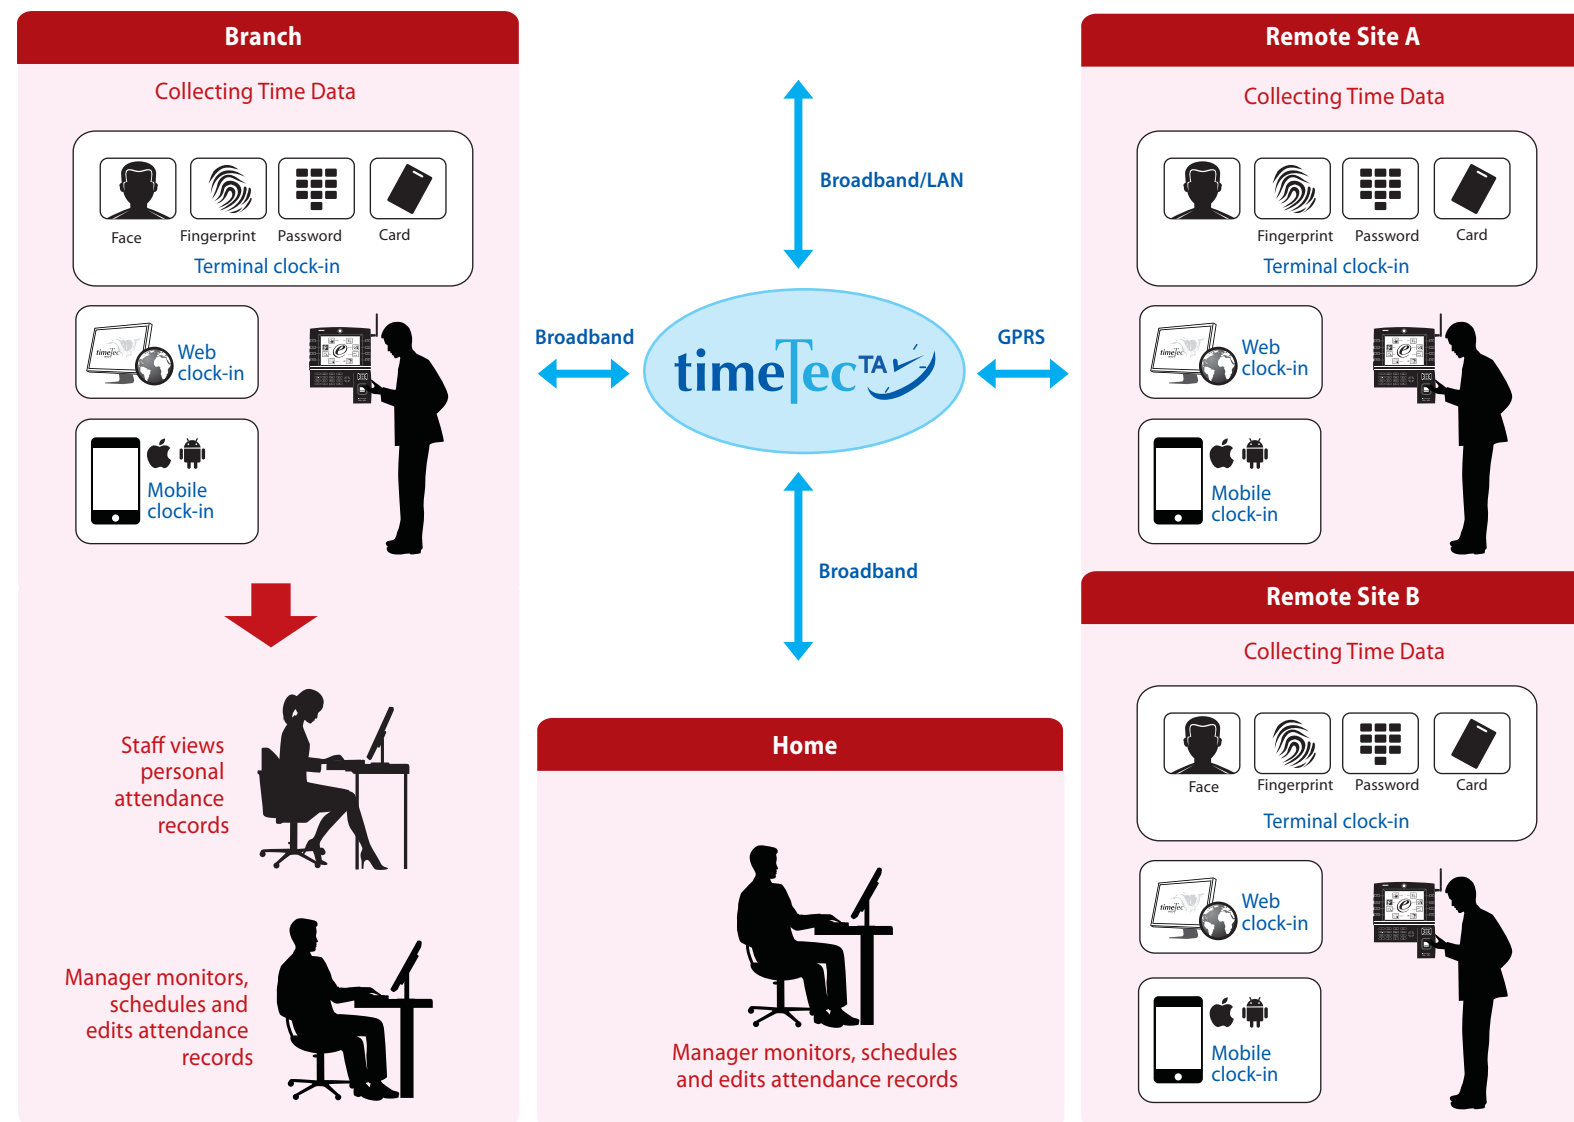 Branch
Collecting Time Data
Face
Fingerprint
Password
Card
Terminal clock-in
timeTec
Web
clock-in
Mobile
clock-in
Staff views
personal
attendance
records
Manager monitors,
schedules and
edits attendance
records
Broadband/LAN
Broadband
timeTec TA
GPRS
Broadband
Home
Manager monitors, schedules
and edits attendance records
Remote Site A
Collecting Time Data
Fingerprint
Password
Card
Terminal clock-in
timeTec
Web
clock-in
Mobile
clock-in
Remote Site B
Collecting Time Data
Face
Fingerprint
Password
Card
Terminal clock-in
timeTec
Web
clock-in
Mobile
clock-in